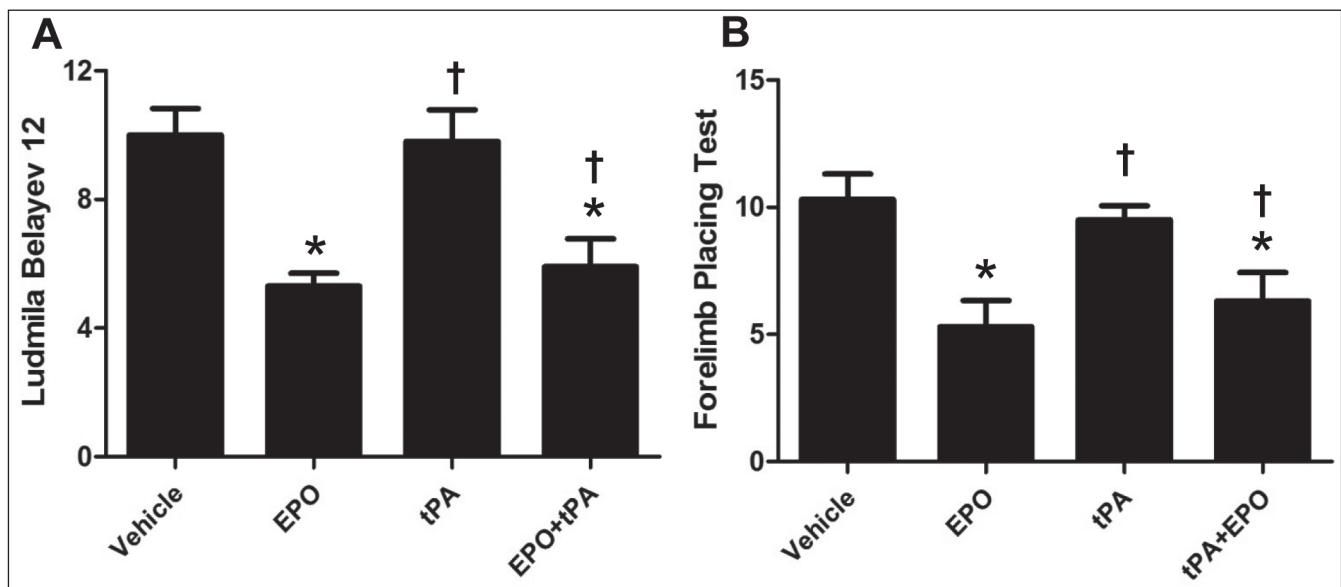 A
Ludmila Belayev 12
12
8
4
0
*
†
†
*
Vehicle
EPO
tPA
EPO+tPA
B
Forelimb Placing Test
15
10
5
0
*
†
†
*
Vehicle
EPO
tPA
tPA+EPO